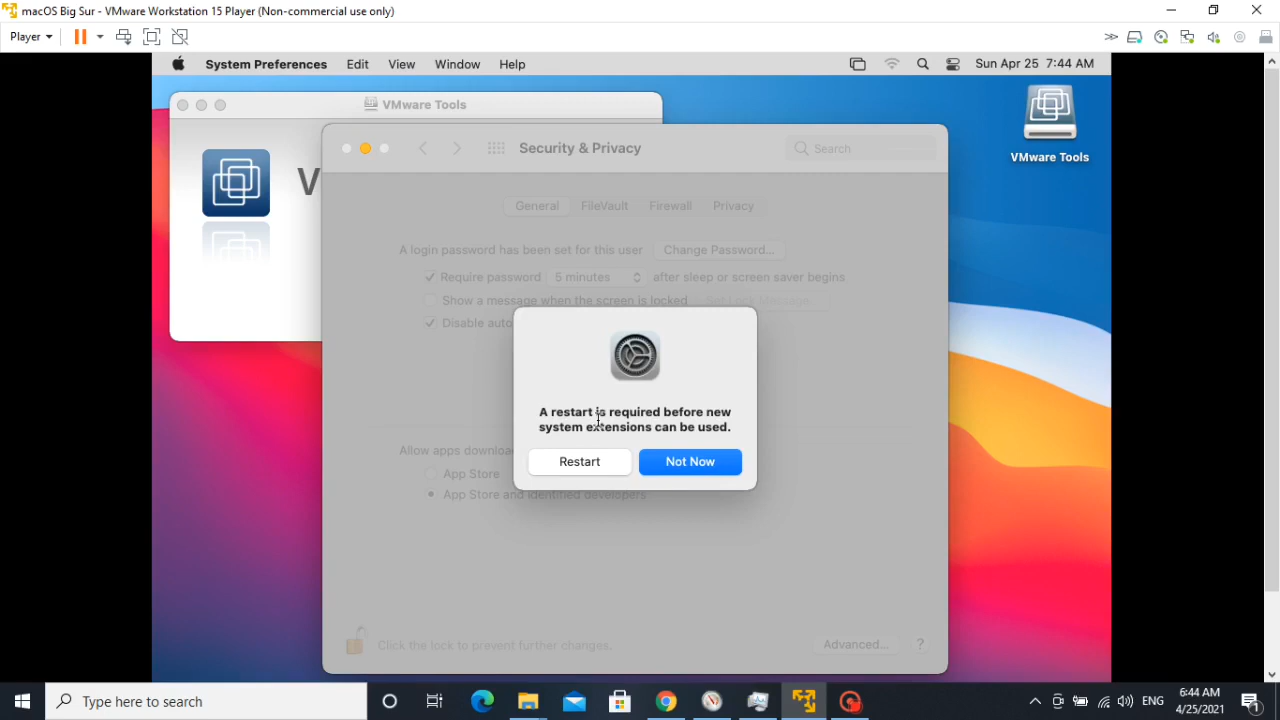 macOS Big Sur - VMware Workstation 15 Player (Non-commercial use only)
Player
System Preferences Edit View Window Help
Sun Apr 25 7:44 AM
VMware Tools
V
Security & Privacy
Search
VMware Tools
General FileVault Firewall Privacy
A login password has been set for this user Change Password...
Require password 5 minutes after sleep or screen saver begins
Show a message when the screen is locked Set Lock Message...
Disable auto
A restart is required before new
system extensions can be used.
Restart Not Now
Allow apps downloa
App Store
App Store and identified developers
Click the lock to prevent further changes. Advanced... ?
Type here to search
ENG
6:44 AM
4/25/2021
1